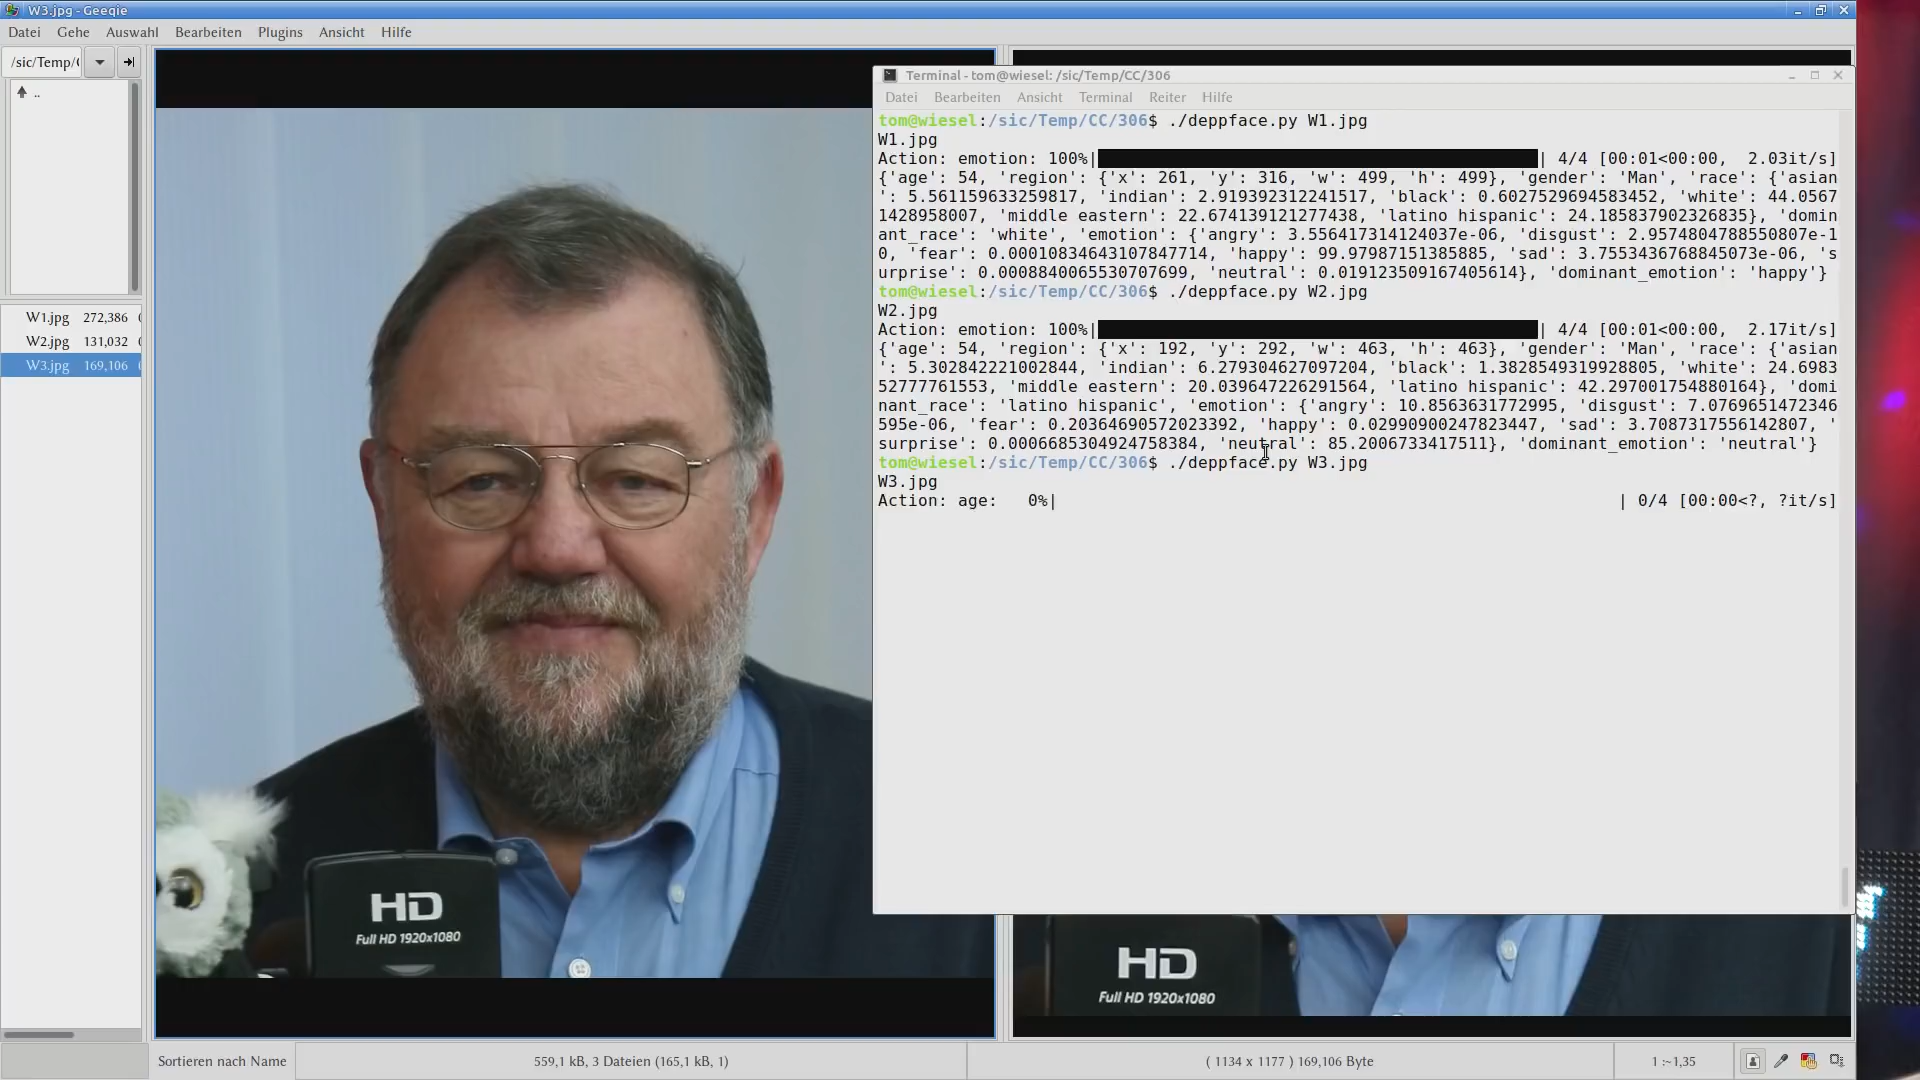 W3.jpg - Geeqie
Datei Gehe Auswahl Bearbeiten Plugins Ansicht Hilfe
/sic/Temp/(
..
W1.jpg 272,386
W2.jpg 131,032
W3.jpg 169,106
HD
Full HD 1920x1080
Terminal - tom@wiesel: /sic/Temp/CC/306
Datei Bearbeiten Ansicht Terminal Reiter Hilfe
tom@wiesel:/sic/Temp/CC/306$ ./deppface.py W1.jpg
W1.jpg
Action: emotion: 100%| | 4/4 [00:01<00:00, 2.03it/s]
{'age': 54, 'region': {'x': 261, 'y': 316, 'w': 499, 'h': 499}, 'gender': 'Man', 'race': {'asian
': 5.561159633259817, 'indian': 2.919392312241517, 'black': 0.6027529694583452, 'white': 44.0567
1428958007, 'middle eastern': 22.674139121277438, 'latino hispanic': 24.185837902326835}, 'domin
ant_race': 'white', 'emotion': {'angry': 3.556417314124037e-06, 'disgust': 2.9574804788550807e-1
0, 'fear': 0.00010834643107847714, 'happy': 99.97987151385885, 'sad': 3.7553436768845073e-06, 's
urprise': 0.0008840065530707699, 'neutral': 0.019123509167405614}, 'dominant_emotion': 'happy'}
tom@wiesel:/sic/Temp/CC/306$ ./deppface.py W2.jpg
W2.jpg
Action: emotion: 100%| | 4/4 [00:01<00:00, 2.17it/s]
{'age': 54, 'region': {'x': 192, 'y': 292, 'w': 463, 'h': 463}, 'gender': 'Man', 'race': {'asian
': 5.302842221002844, 'indian': 6.279304627097204, 'black': 1.3828549319928805, 'white': 24.6983
52777761553, 'middle eastern': 20.039647226291564, 'latino hispanic': 42.297001754880164}, 'domi
nant_race': 'latino hispanic', 'emotion': {'angry': 10.8563631772995, 'disgust': 7.0769651472346
595e-06, 'fear': 0.20364690572023392, 'happy': 0.02990900247823447, 'sad': 3.7087317556142807, '
surprise': 0.0006685304924758384, 'neutral': 85.2006733417511}, 'dominant_emotion': 'neutral'}
tom@wiesel:/sic/Temp/CC/306$ ./deppface.py W3.jpg
W3.jpg
Action: age: 0%| | 0/4 [00:00<?, ?it/s]
HD
Full HD 1920x1080
Sortieren nach Name
559,1 kB, 3 Dateien (165,1 kB, 1)
( 1134 x 1177 ) 169,106 Byte
1 :~1,35